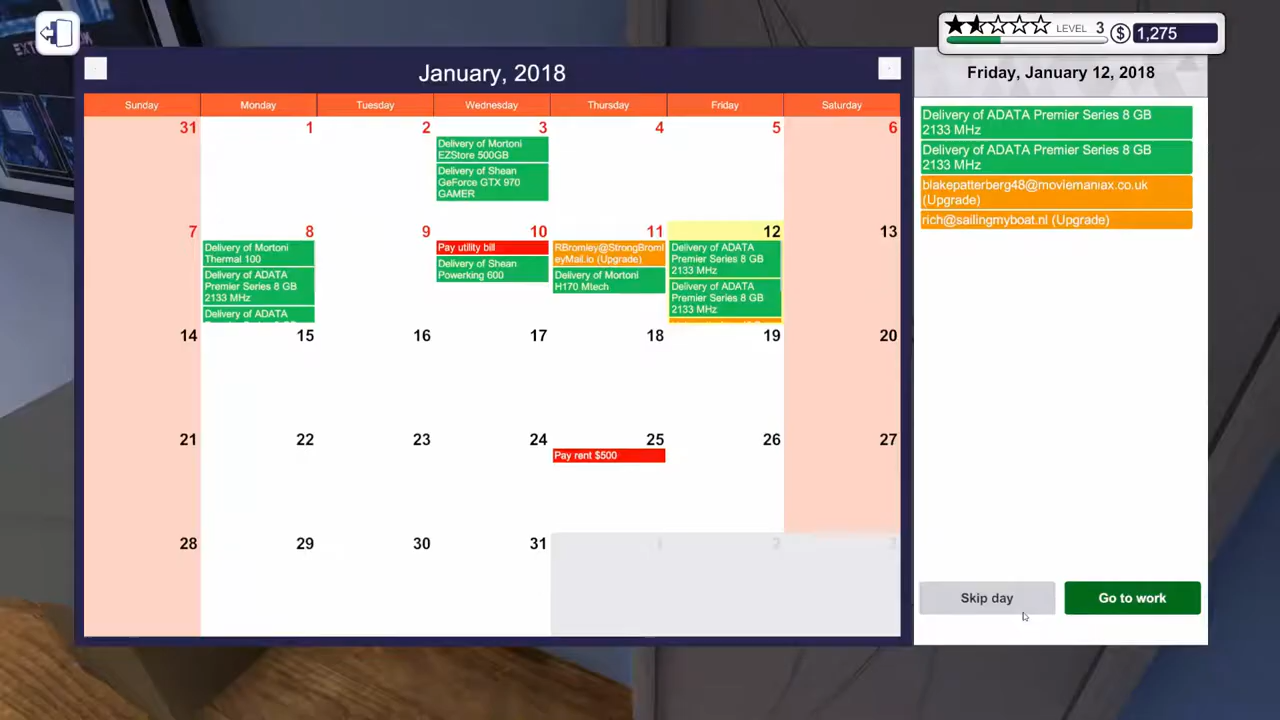 LEVEL 3
$ 1,275
January, 2018
Friday, January 12, 2018
Sunday Monday Tuesday Wednesday Thursday Friday Saturday
31 1 2 3 4 5 6
Delivery of Mortoni
EZStore 500GB
Delivery of Shean
GeForce GTX 970
GAMER
7 8 9 10 11 12 13
Delivery of Mortoni
Thermal 100
Delivery of ADATA
Premier Series 8 GB
2133 MHz
Delivery of ADATA
Pay utility bill
Delivery of Shean
Powerking 600
RBromley@StrongBroml
eyMail.io (Upgrade)
Delivery of Mortoni
H170 Mtech
Delivery of ADATA
Premier Series 8 GB
2133 MHz
Delivery of ADATA
Premier Series 8 GB
2133 MHz
14 15 16 17 18 19 20
21 22 23 24 25 26 27
Pay rent $500
28 29 30 31 1 2 3
Delivery of ADATA Premier Series 8 GB
2133 MHz
Delivery of ADATA Premier Series 8 GB
2133 MHz
blakepatterberg48@moviemaniax.co.uk
(Upgrade)
rich@sailingmyboat.nl (Upgrade)
Skip day
Go to work